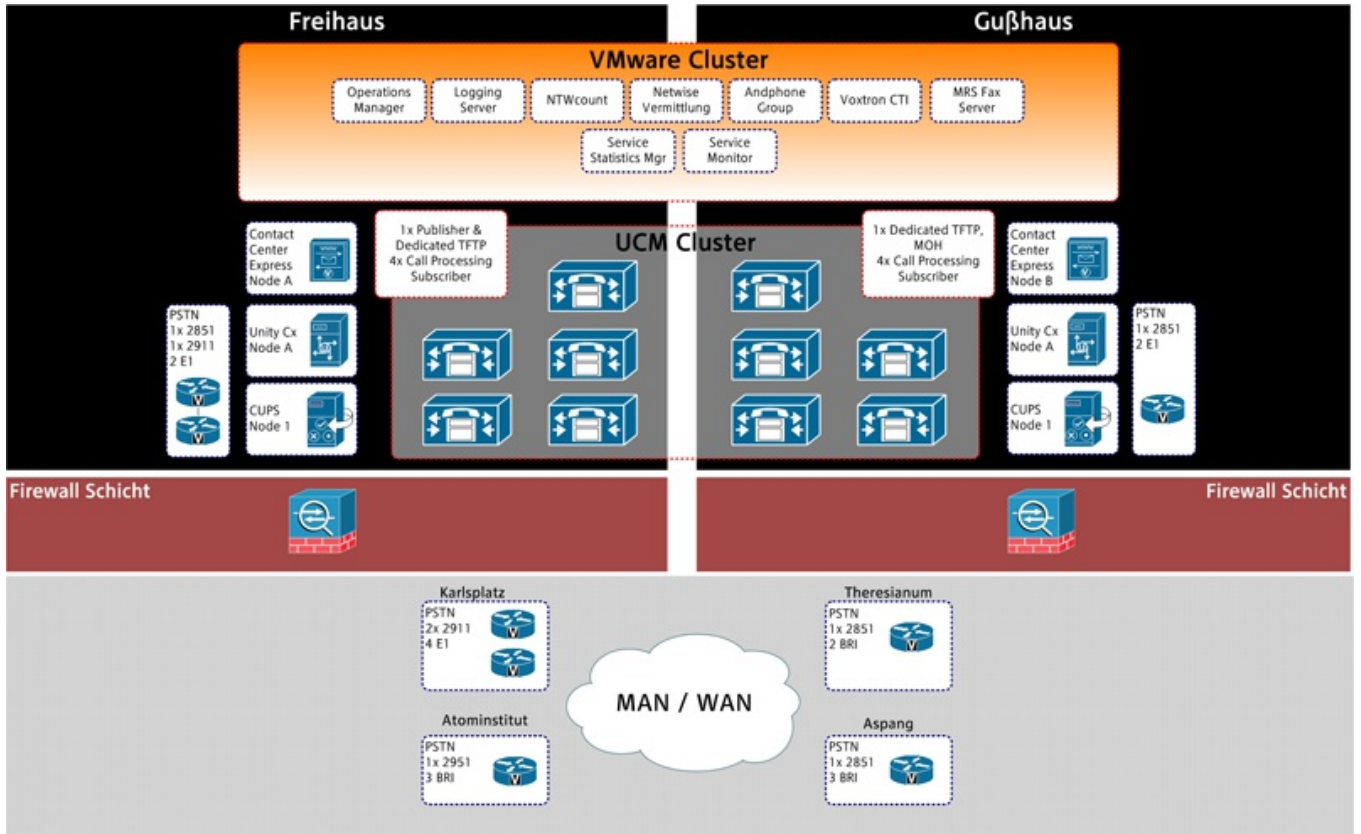 Freihaus
Gußhaus
VMware Cluster
Operations
Manager
Logging
Server
NTWcount
Netwise
Vermittlung
Andphone
Group
Voxtron CTI
MRS Fax
Server
Service
Statistics Mgr
Service
Monitor
UCM Cluster
1x Publisher &
Dedicated TFTP
4x Call Processing
Subscriber
1x Dedicated TFTP,
MOH
4x Call Processing
Subscriber
Contact
Center
Express
Node A
Unity Cx
Node A
CUPS
Node 1
PSTN
1x 2851
1x 2911
2 E1
V
V
Contact
Center
Express
Node B
Unity Cx
Node A
CUPS
Node 1
PSTN
1x 2851
2 E1
V
Firewall Schicht
Firewall Schicht
Karlsplatz
PSTN
2x 2911
4 E1
V
V
Theresianum
PSTN
1x 2851
2 BRI
V
MAN / WAN
Atominstitut
PSTN
1x 2951
3 BRI
V
Aspang
PSTN
1x 2851
3 BRI
V